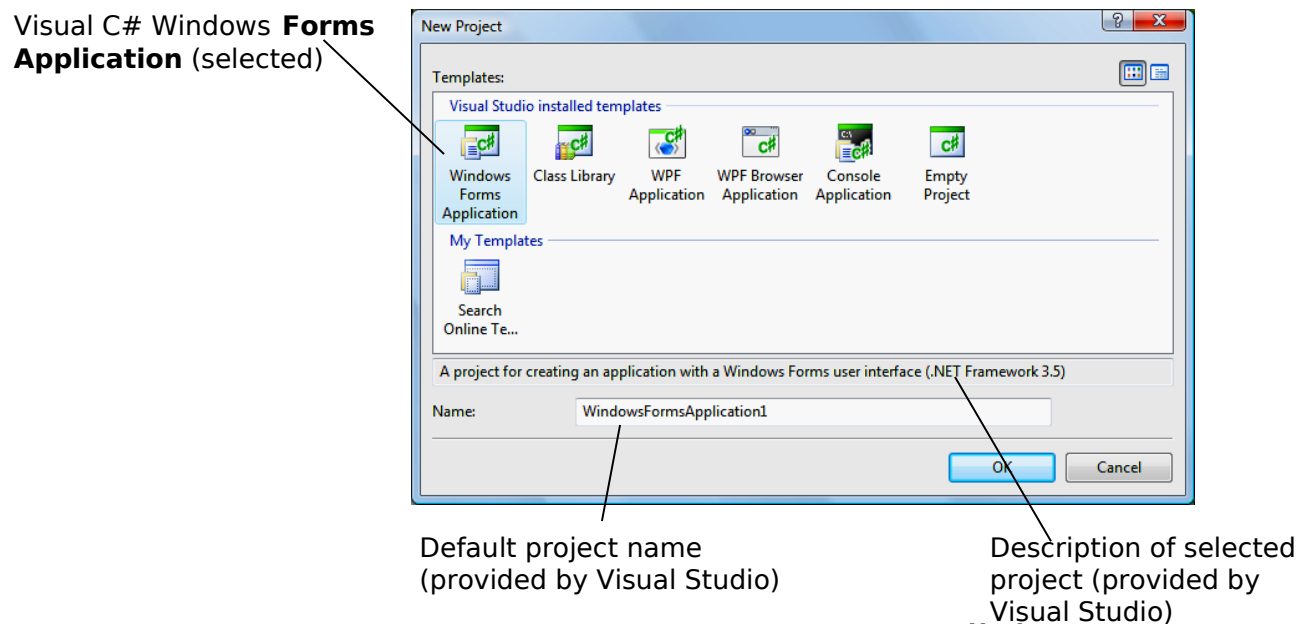 Visual C# Windows Forms
Application (selected)
New Project
Templates:
Visual Studio installed templates
Windows Forms Application
Class Library
WPF Application
WPF Browser Application
Console Application
Empty Project
My Templates
Search Online Te...
A project for creating an application with a Windows Forms user interface (.NET Framework 3.5)
Name:
WindowsFormsApplication1
OK
Cancel
Default project name
(provided by Visual Studio)
Description of selected
project (provided by
Visual Studio)